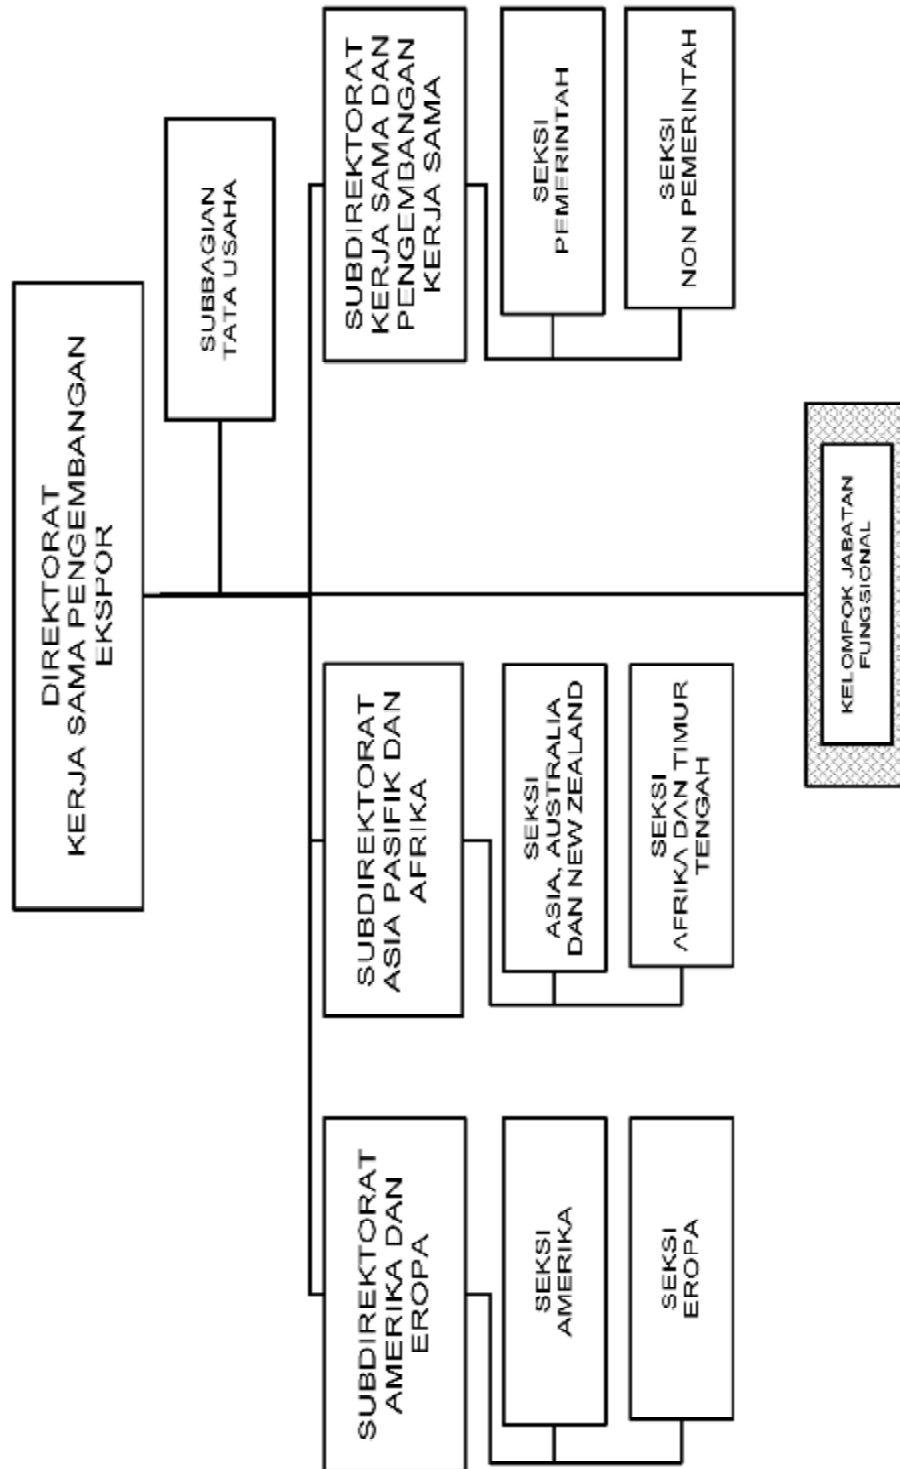 DIREKTORAT
KERJA SAMA PENGEMBANGAN
EKSPOR
SUBBAGIAN
TATA USAHA
SUBDIREKTORAT
AMERIKA DAN
EROPA
SUBDIREKTORAT
ASIA PASIFIK DAN
AFRIKA
SUBDIREKTORAT
KERJA SAMA DAN
PENGEMBANGAN
KERJA SAMA
SEKSI
AMERIKA
SEKSI
ASIA, AUSTRALIA
DAN NEW ZEALAND
SEKSI
PEMERINTAH
SEKSI
EROPA
SEKSI
AFRIKA DAN TIMUR
TENGAH
SEKSI
NON PEMERINTAH
KELOMPOK JABATAN
FUNGSIONAL